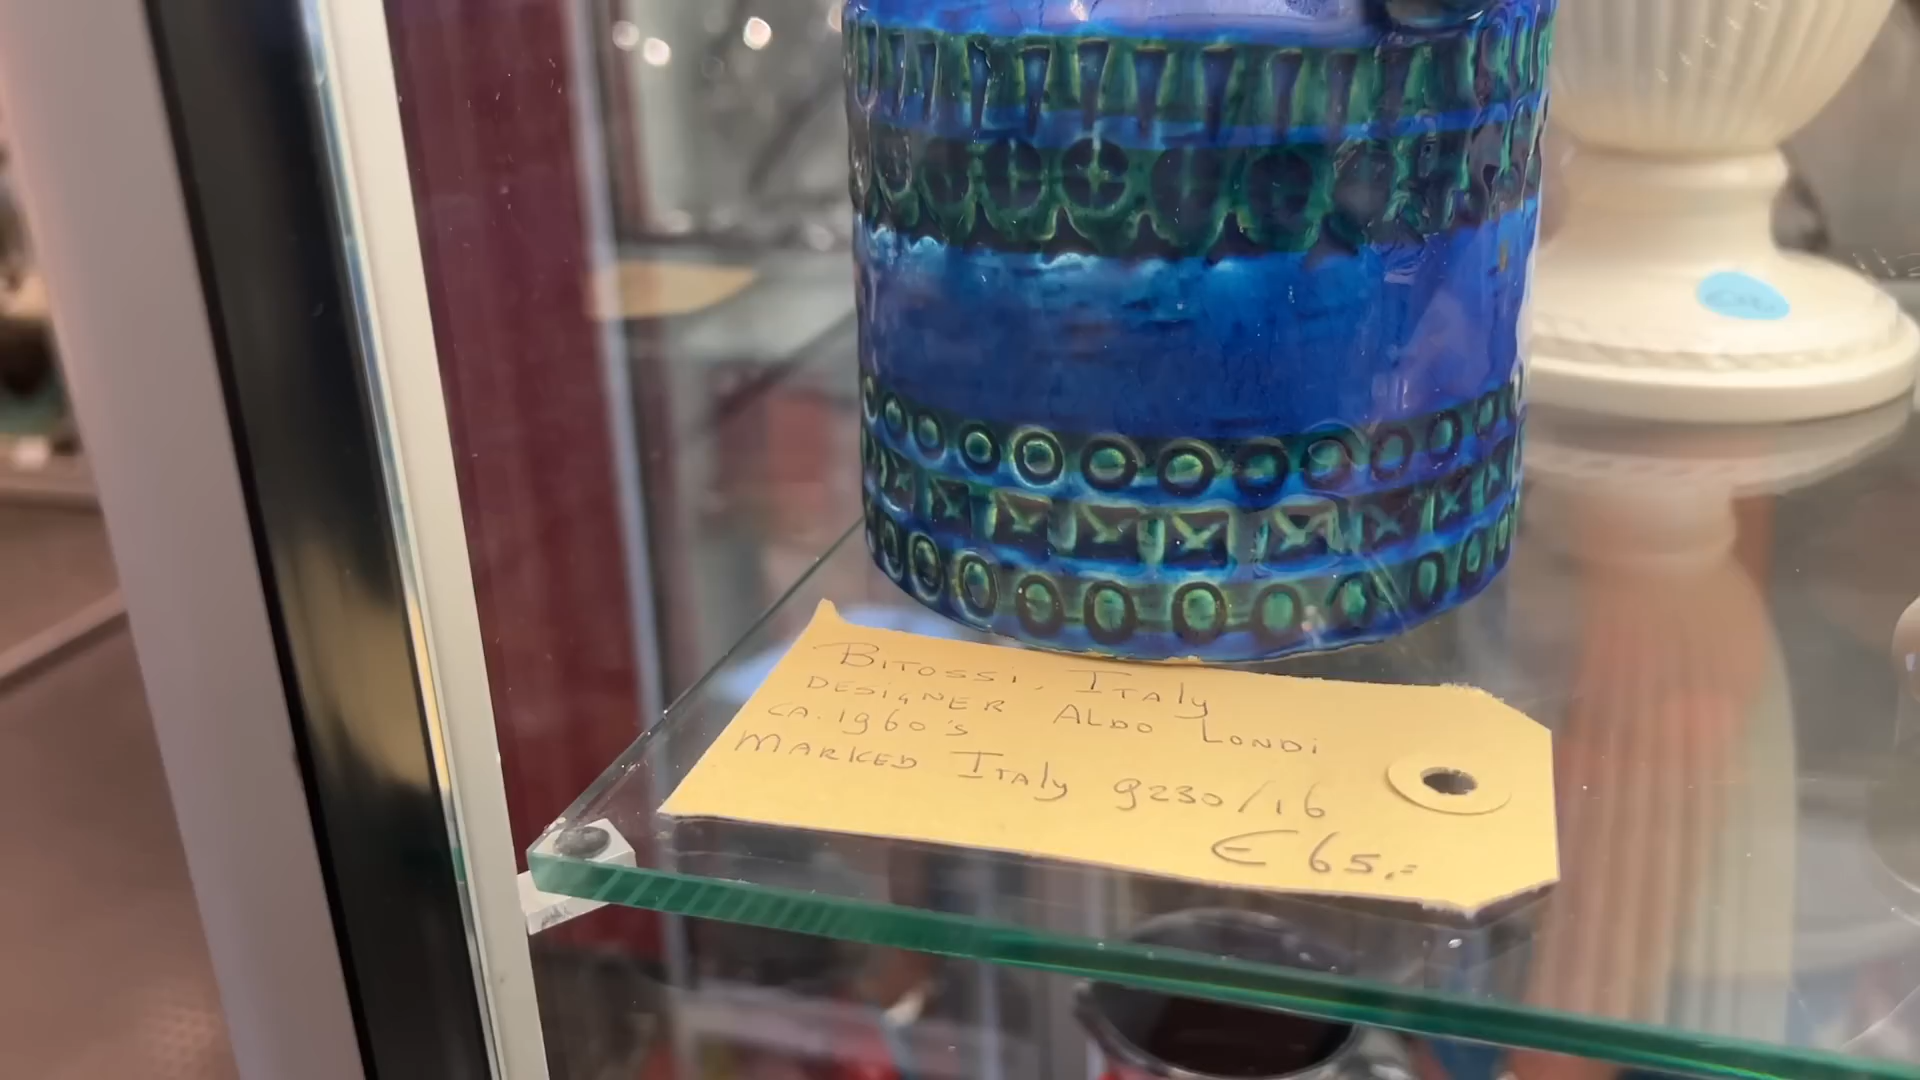 BITOSSi, ITALY
DESIGNER ALDO LONDi
CA. 1960's
MARKED ITALY 9230/16
€ 65,=